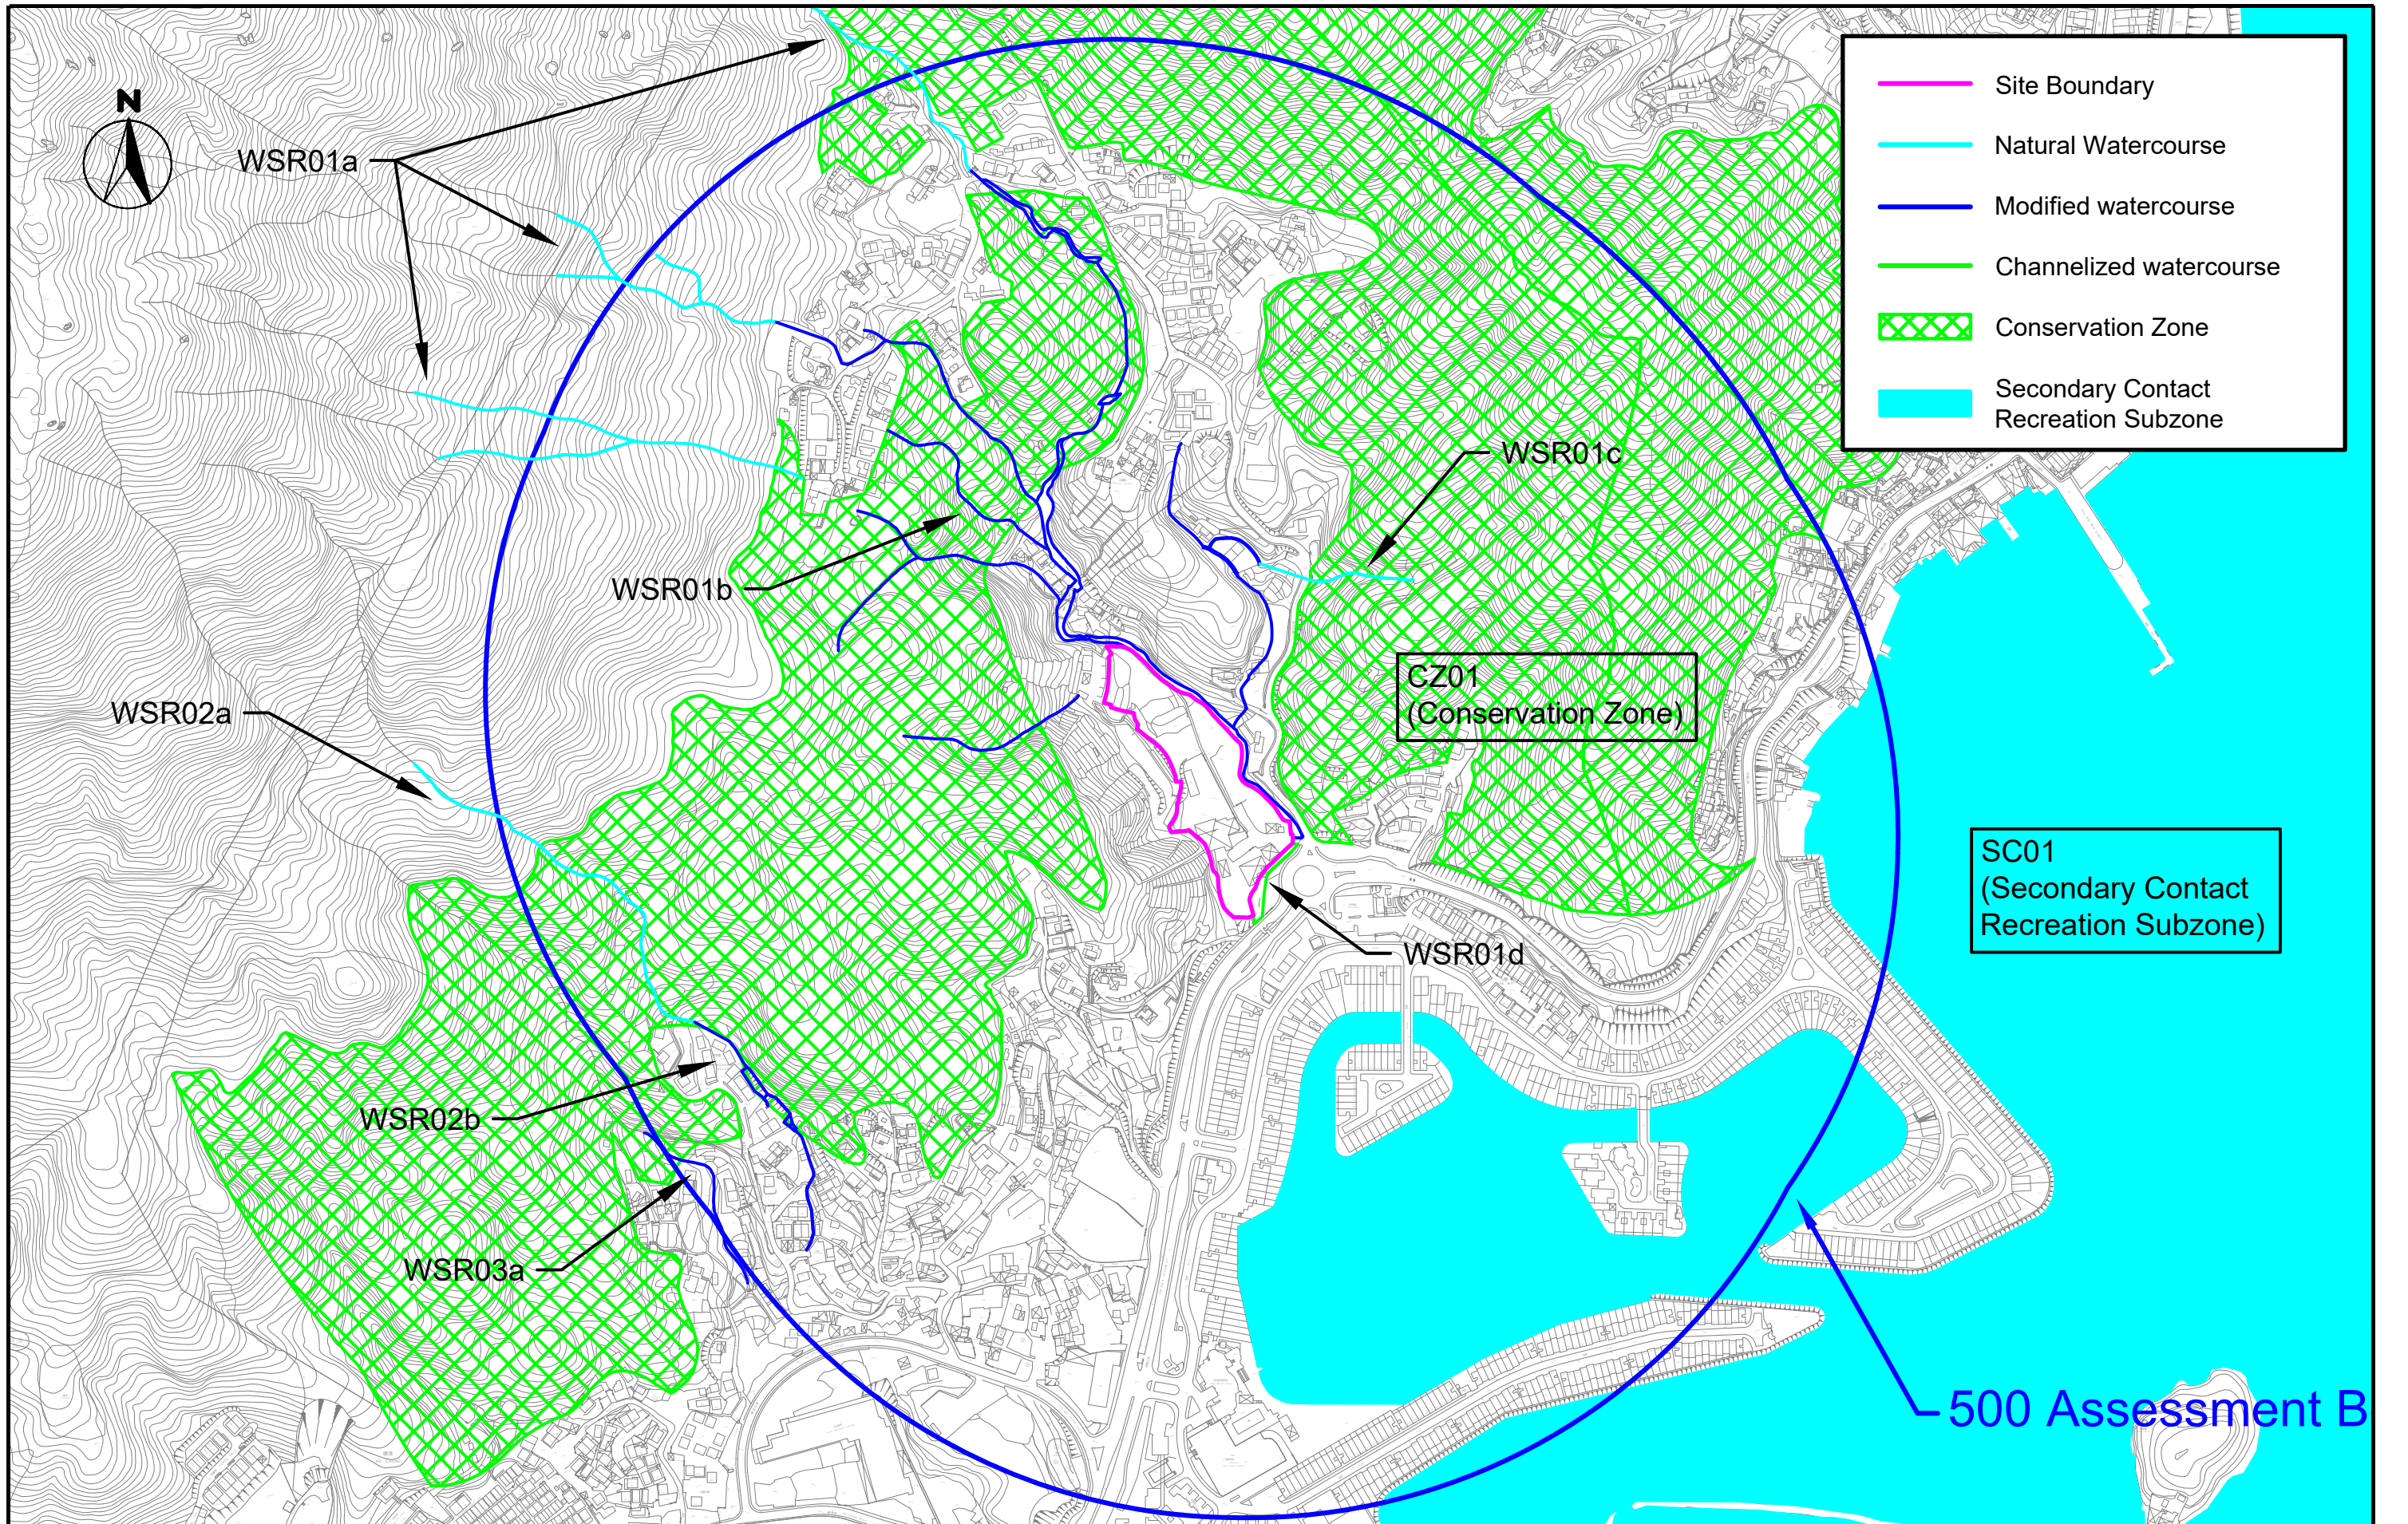 N
WSR01a
Site Boundary
Natural Watercourse
Modified watercourse
Channelized watercourse
Conservation Zone
Secondary Contact
Recreation Subzone
WSR01c
WSR01b
CZ01
(Conservation Zone)
WSR02a
SC01
(Secondary Contact
Recreation Subzone)
WSR01d
WSR02b
WSR03a
500 Assessment B